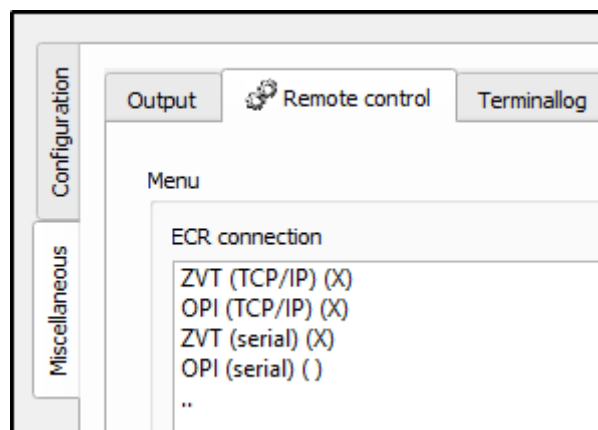 Configuration
Miscellaneous
Output
Remote control
Terminallog
Menu
ECR connection
ZVT (TCP/IP) (X)
OPI (TCP/IP) (X)
ZVT (serial) (X)
OPI (serial) ( )
..